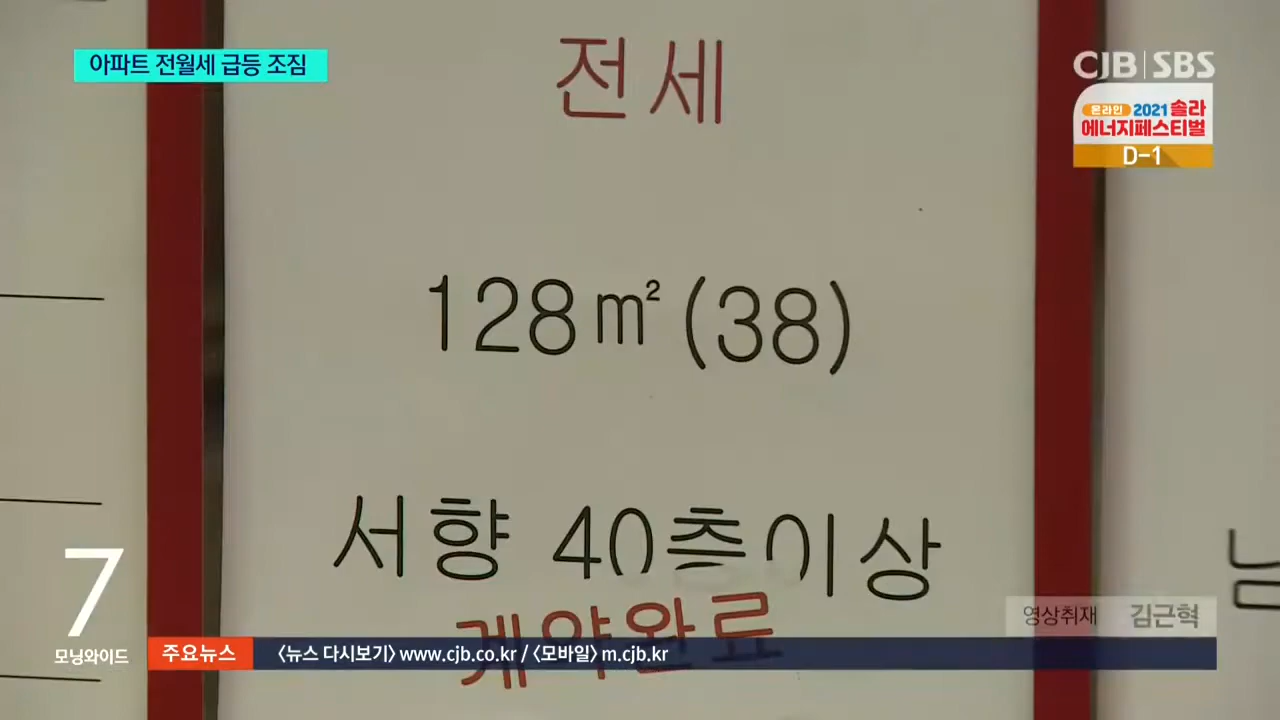 아파트 전월세 급등 조짐
CJB SBS
온라인 2021 솔라
에너지페스티벌
D-1
전세
128㎡(38)
서향 40층이상
계약완료
영상취재 김근혁
7
모닝와이드
주요뉴스 〈뉴스 다시보기〉 www.cjb.co.kr / 〈모바일〉 m.cjb.kr